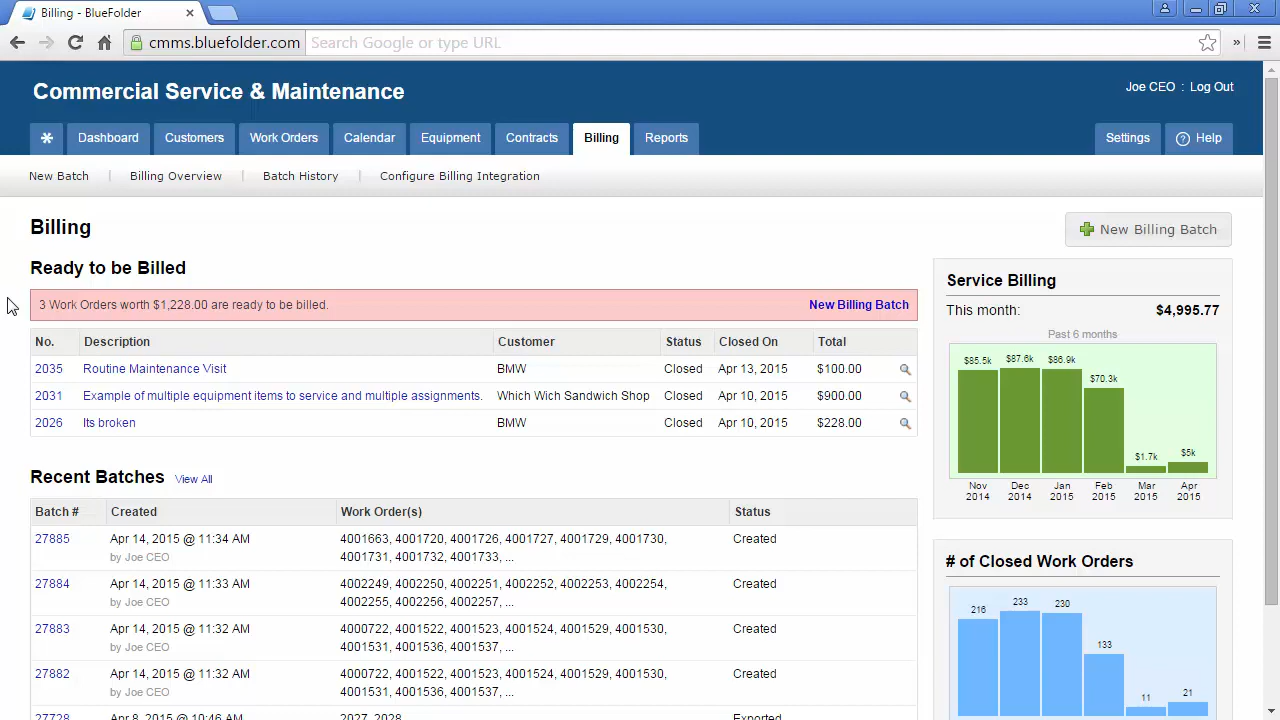 Billing - BlueFolder
cmms.bluefolder.com Search Google or type URL
Commercial Service & Maintenance
Joe CEO : Log Out
Dashboard Customers Work Orders Calendar Equipment Contracts Billing Reports Settings Help
New Batch | Billing Overview | Batch History | Configure Billing Integration
Billing
New Billing Batch
Ready to be Billed
3 Work Orders worth $1,228.00 are ready to be billed. New Billing Batch
No. Description Customer Status Closed On Total
2035 Routine Maintenance Visit BMW Closed Apr 13, 2015 $100.00
2031 Example of multiple equipment items to service and multiple assignments. Which Wich Sandwich Shop Closed Apr 10, 2015 $900.00
2026 Its broken BMW Closed Apr 10, 2015 $228.00
Recent Batches View All
Batch # Created Work Order(s) Status
27885 Apr 14, 2015 @ 11:34 AM 4001663, 4001720, 4001726, 4001727, 4001729, 4001730, Created
by Joe CEO 4001731, 4001732, 4001733, ...
27884 Apr 14, 2015 @ 11:33 AM 4002249, 4002250, 4002251, 4002252, 4002253, 4002254, Created
by Joe CEO 4002255, 4002256, 4002257, ...
27883 Apr 14, 2015 @ 11:32 AM 4000722, 4001522, 4001523, 4001524, 4001529, 4001530, Created
by Joe CEO 4001531, 4001536, 4001537, ...
27882 Apr 14, 2015 @ 11:32 AM 4000722, 4001522, 4001523, 4001524, 4001529, 4001530, Created
by Joe CEO 4001531, 4001536, 4001537, ...
27728 Apr 8, 2015 @ 10:46 AM 2027, 2028 Exported
Service Billing
This month: $4,995.77
Past 6 months
$85.5k $87.6k $86.9k $70.3k $1.7k $5k
Nov Dec Jan Feb Mar Apr
2014 2014 2015 2015 2015 2015
# of Closed Work Orders
216 233 230 133 11 21